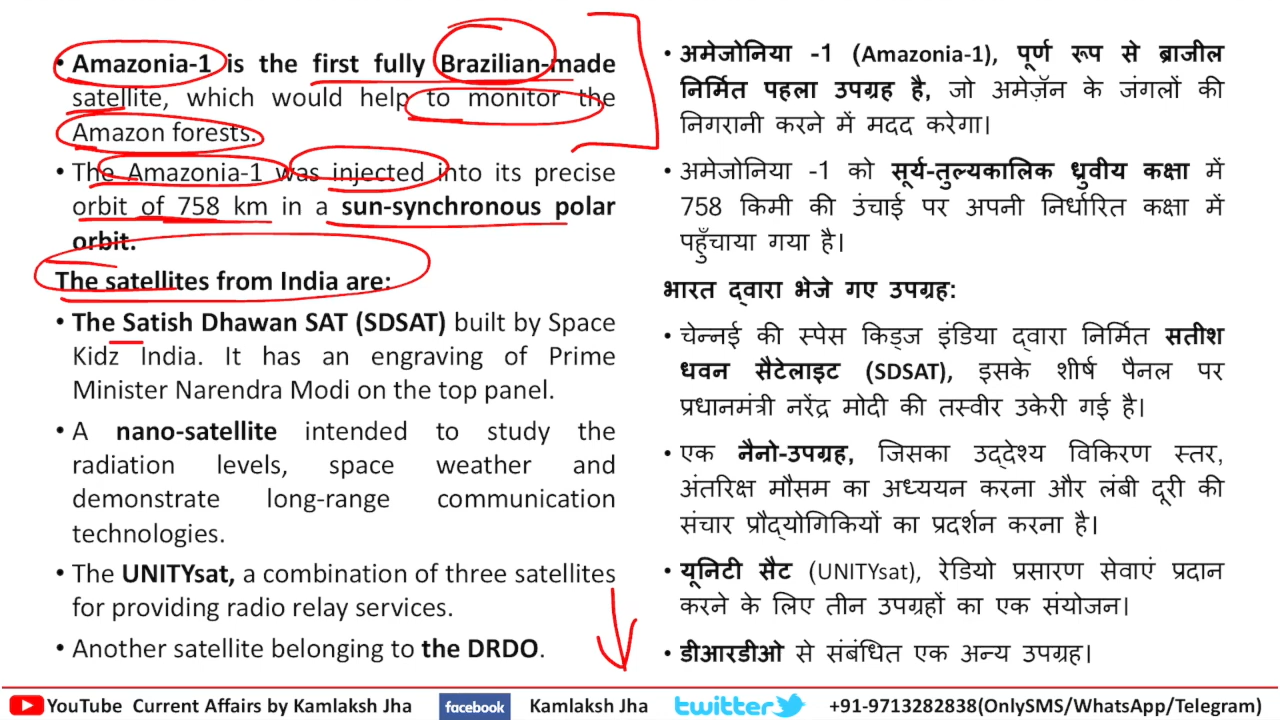 • Amazonia-1 is the first fully Brazilian-made
satellite, which would help to monitor the
Amazon forests.
• The Amazonia-1 was injected into its precise
orbit of 758 km in a sun-synchronous polar
orbit.
The satellites from India are:
• The Satish Dhawan SAT (SDSAT) built by Space
Kidz India. It has an engraving of Prime
Minister Narendra Modi on the top panel.
• A nano-satellite intended to study the
radiation levels, space weather and
demonstrate long-range communication
technologies.
• The UNITYsat, a combination of three satellites
for providing radio relay services.
• Another satellite belonging to the DRDO.
• अमेजोनिया -1 (Amazonia-1), पूर्ण रूप से ब्राजील
निर्मित पहला उपग्रह है, जो अमेज़ॅन के जंगलों की
निगरानी करने में मदद करेगा।
• अमेजोनिया -1 को सूर्य-तुल्यकालिक ध्रुवीय कक्षा में
758 किमी की उंचाई पर अपनी निर्धारित कक्षा में
पहुँचाया गया है।
भारत द्वारा भेजे गए उपग्रह:
• चेन्नई की स्पेस किड्ज इंडिया द्वारा निर्मित सतीश
धवन सैटेलाइट (SDSAT), इसके शीर्ष पैनल पर
प्रधानमंत्री नरेंद्र मोदी की तस्वीर उकेरी गई है।
• एक नैनो-उपग्रह, जिसका उद्देश्य विकिरण स्तर,
अंतरिक्ष मौसम का अध्ययन करना और लंबी दूरी की
संचार प्रौद्योगिकियों का प्रदर्शन करना है।
• यूनिटी सैट (UNITYsat), रेडियो प्रसारण सेवाएं प्रदान
करने के लिए तीन उपग्रहों का एक संयोजन।
• डीआरडीओ से संबंधित एक अन्य उपग्रह।
YouTube Current Affairs by Kamlaksh Jha facebook Kamlaksh Jha twitter +91-9713282838(OnlySMS/WhatsApp/Telegram)